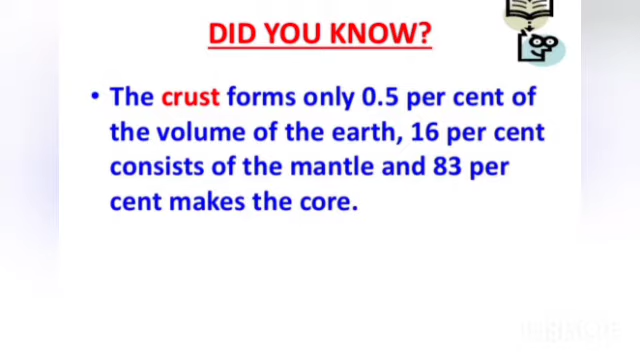 DID YOU KNOW?
• The crust forms only 0.5 per cent of
the volume of the earth, 16 per cent
consists of the mantle and 83 per
cent makes the core.